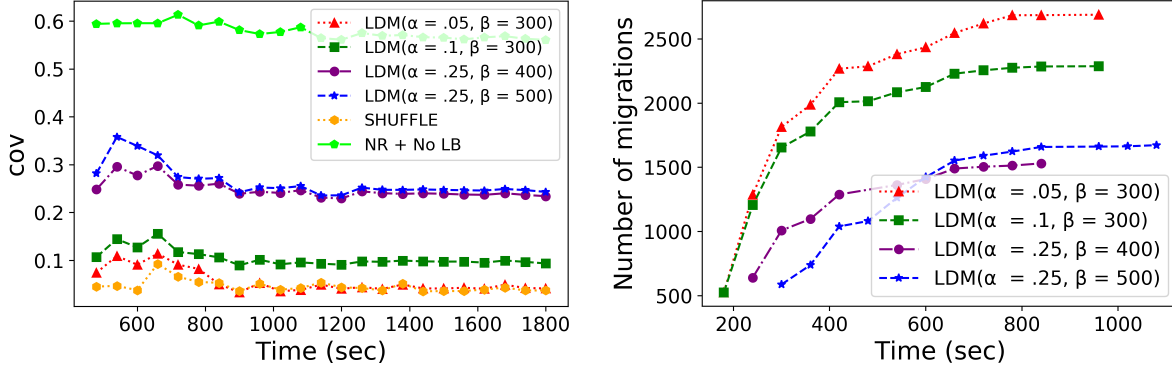 cov
0.6
0.5
0.4
0.3
0.2
0.1
600 800 1000 1200 1400 1600 1800
Time (sec)
LDM(α = .05, β = 300)
LDM(α = .1, β = 300)
LDM(α = .25, β = 400)
LDM(α = .25, β = 500)
SHUFFLE
NR + No LB
Number of migrations
2500
2000
1500
1000
500
200 400 600 800 1000
Time (sec)
LDM(α = .05, β = 300)
LDM(α = .1, β = 300)
LDM(α = .25, β = 400)
LDM(α = .25, β = 500)